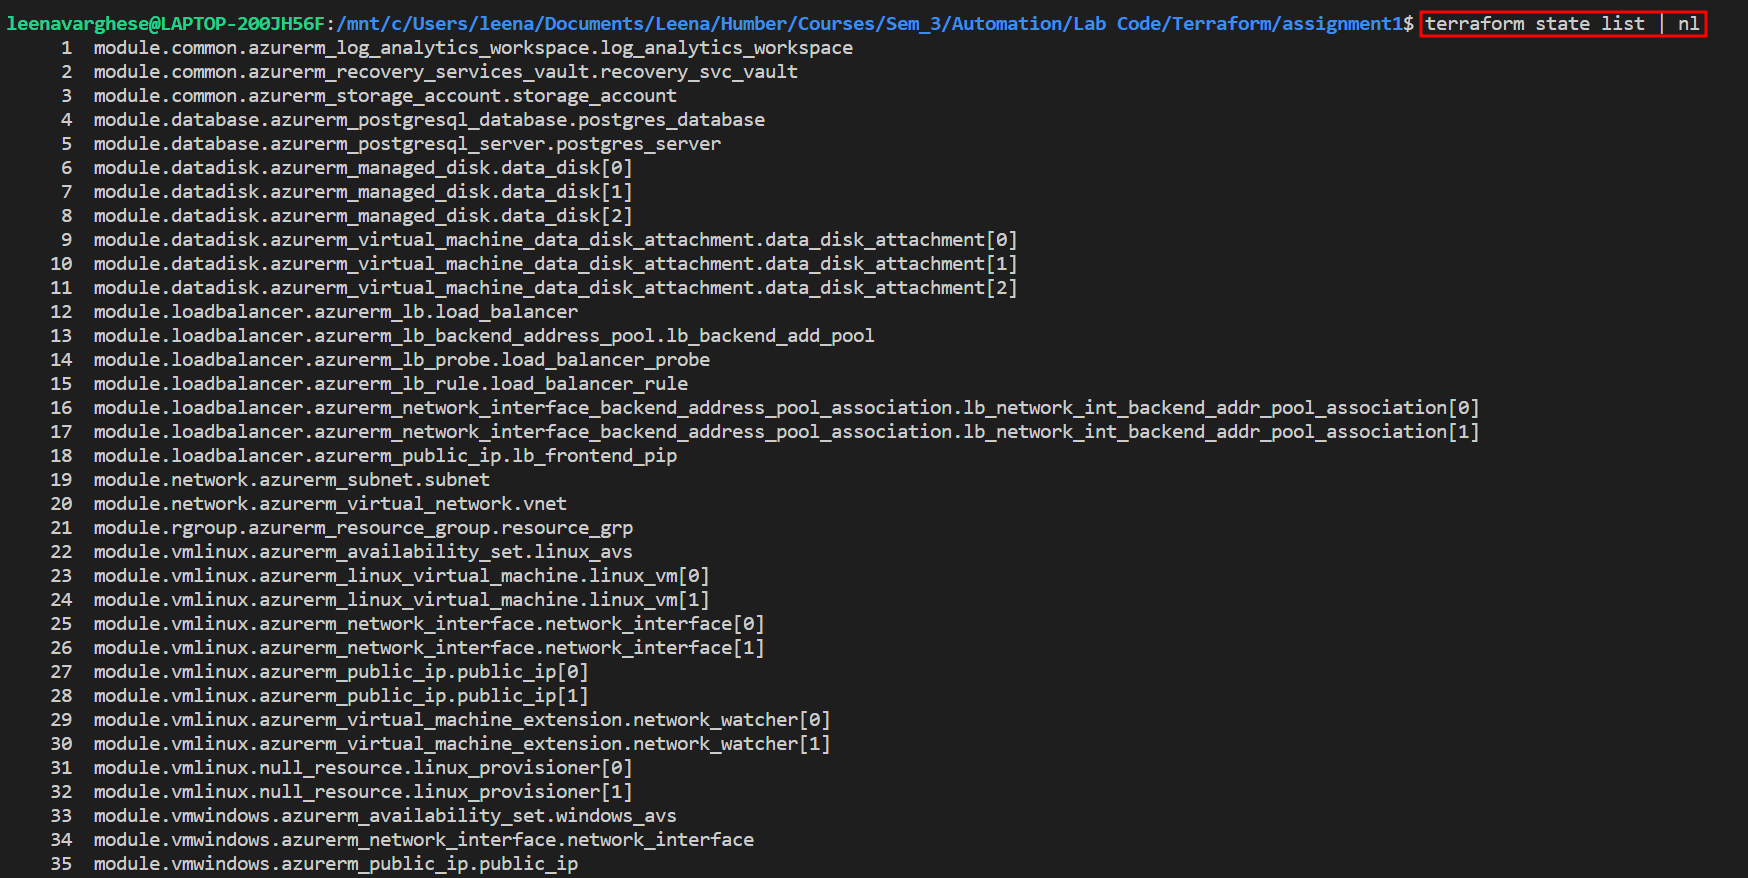 leenavarghese@LAPTOP-200JH56F:/mnt/c/Users/leena/Documents/Leena/Humber/Courses/Sem_3/Automation/Lab Code/Terraform/assignment1$ terraform state list | nl
1 module.common.azurerm_log_analytics_workspace.log_analytics_workspace
2 module.common.azurerm_recovery_services_vault.recovery_svc_vault
3 module.common.azurerm_storage_account.storage_account
4 module.database.azurerm_postgresql_database.postgres_database
5 module.database.azurerm_postgresql_server.postgres_server
6 module.datadisk.azurerm_managed_disk.data_disk[0]
7 module.datadisk.azurerm_managed_disk.data_disk[1]
8 module.datadisk.azurerm_managed_disk.data_disk[2]
9 module.datadisk.azurerm_virtual_machine_data_disk_attachment.data_disk_attachment[0]
10 module.datadisk.azurerm_virtual_machine_data_disk_attachment.data_disk_attachment[1]
11 module.datadisk.azurerm_virtual_machine_data_disk_attachment.data_disk_attachment[2]
12 module.loadbalancer.azurerm_lb.load_balancer
13 module.loadbalancer.azurerm_lb_backend_address_pool.lb_backend_add_pool
14 module.loadbalancer.azurerm_lb_probe.load_balancer_probe
15 module.loadbalancer.azurerm_lb_rule.load_balancer_rule
16 module.loadbalancer.azurerm_network_interface_backend_address_pool_association.lb_network_int_backend_addr_pool_association[0]
17 module.loadbalancer.azurerm_network_interface_backend_address_pool_association.lb_network_int_backend_addr_pool_association[1]
18 module.loadbalancer.azurerm_public_ip.lb_frontend_pip
19 module.network.azurerm_subnet.subnet
20 module.network.azurerm_virtual_network.vnet
21 module.rgroup.azurerm_resource_group.resource_grp
22 module.vmlinux.azurerm_availability_set.linux_avs
23 module.vmlinux.azurerm_linux_virtual_machine.linux_vm[0]
24 module.vmlinux.azurerm_linux_virtual_machine.linux_vm[1]
25 module.vmlinux.azurerm_network_interface.network_interface[0]
26 module.vmlinux.azurerm_network_interface.network_interface[1]
27 module.vmlinux.azurerm_public_ip.public_ip[0]
28 module.vmlinux.azurerm_public_ip.public_ip[1]
29 module.vmlinux.azurerm_virtual_machine_extension.network_watcher[0]
30 module.vmlinux.azurerm_virtual_machine_extension.network_watcher[1]
31 module.vmlinux.null_resource.linux_provisioner[0]
32 module.vmlinux.null_resource.linux_provisioner[1]
33 module.vmwindows.azurerm_availability_set.windows_avs
34 module.vmwindows.azurerm_network_interface.network_interface
35 module.vmwindows.azurerm_public_ip.public_ip